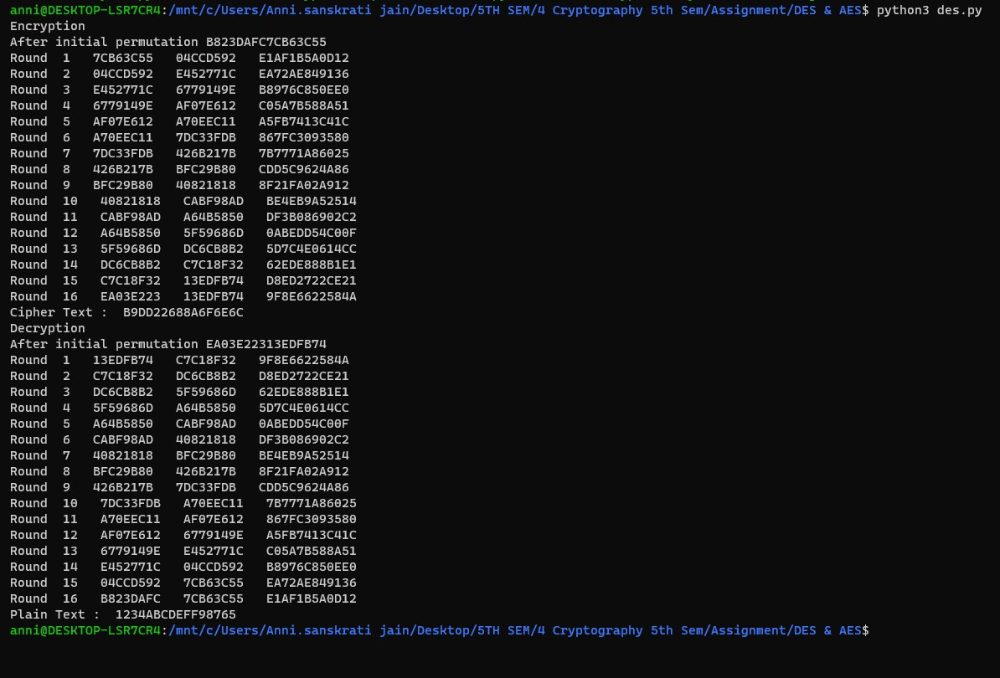 anni@DESKTOP-LSR7CR4:/mnt/c/Users/Anni.sanskrati jain/Desktop/5TH SEM/4 Cryptography 5th Sem/Assignment/DES & AES$ python3 des.py
Encryption
After initial permutation B823DAFC7CB63C55
Round  1   7CB63C55   04CCD592   E1AF1B5A0D12
Round  2   04CCD592   E452771C   EA72AE849136
Round  3   E452771C   6779149E   B8976C850EE0
Round  4   6779149E   AF07E612   C05A7B588A51
Round  5   AF07E612   A70EEC11   A5FB7413C41C
Round  6   A70EEC11   7DC33FDB   867FC3093580
Round  7   7DC33FDB   426B217B   7B7771A86025
Round  8   426B217B   BFC29B80   CDD5C9624A86
Round  9   BFC29B80   40821818   8F21FA02A912
Round  10   40821818   CABF98AD   BE4EB9A52514
Round  11   CABF98AD   A64B5850   DF3B086902C2
Round  12   A64B5850   5F59686D   0ABEDD54C00F
Round  13   5F59686D   DC6CB8B2   5D7C4E0614CC
Round  14   DC6CB8B2   C7C18F32   62EDE888B1E1
Round  15   C7C18F32   13EDFB74   D8ED2722CE21
Round  16   EA03E223   13EDFB74   9F8E6622584A
Cipher Text :  B9DD22688A6F6E6C
Decryption
After initial permutation EA03E22313EDFB74
Round  1   13EDFB74   C7C18F32   9F8E6622584A
Round  2   C7C18F32   DC6CB8B2   D8ED2722CE21
Round  3   DC6CB8B2   5F59686D   62EDE888B1E1
Round  4   5F59686D   A64B5850   5D7C4E0614CC
Round  5   A64B5850   CABF98AD   0ABEDD54C00F
Round  6   CABF98AD   40821818   DF3B086902C2
Round  7   40821818   BFC29B80   BE4EB9A52514
Round  8   BFC29B80   426B217B   8F21FA02A912
Round  9   426B217B   7DC33FDB   CDD5C9624A86
Round  10   7DC33FDB   A70EEC11   7B7771A86025
Round  11   A70EEC11   AF07E612   867FC3093580
Round  12   AF07E612   6779149E   A5FB7413C41C
Round  13   6779149E   E452771C   C05A7B588A51
Round  14   E452771C   04CCD592   B8976C850EE0
Round  15   04CCD592   7CB63C55   EA72AE849136
Round  16   B823DAFC   7CB63C55   E1AF1B5A0D12
Plain Text :  1234ABCDEFF98765
anni@DESKTOP-LSR7CR4:/mnt/c/Users/Anni.sanskrati jain/Desktop/5TH SEM/4 Cryptography 5th Sem/Assignment/DES & AES$